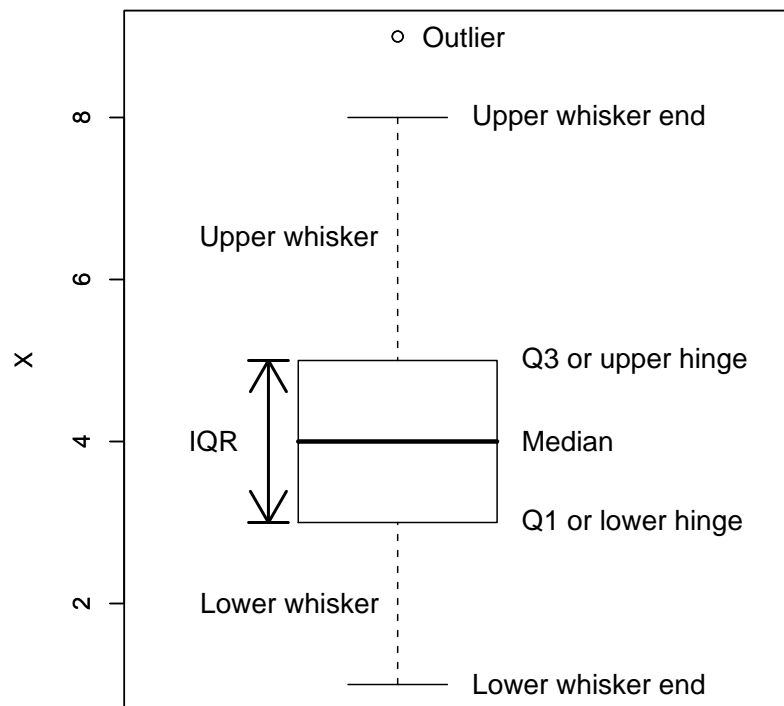 Outlier
Upper whisker end
8
Upper whisker
6
X
Q3 or upper hinge
IQR
4
Median
Q1 or lower hinge
2
Lower whisker
Lower whisker end